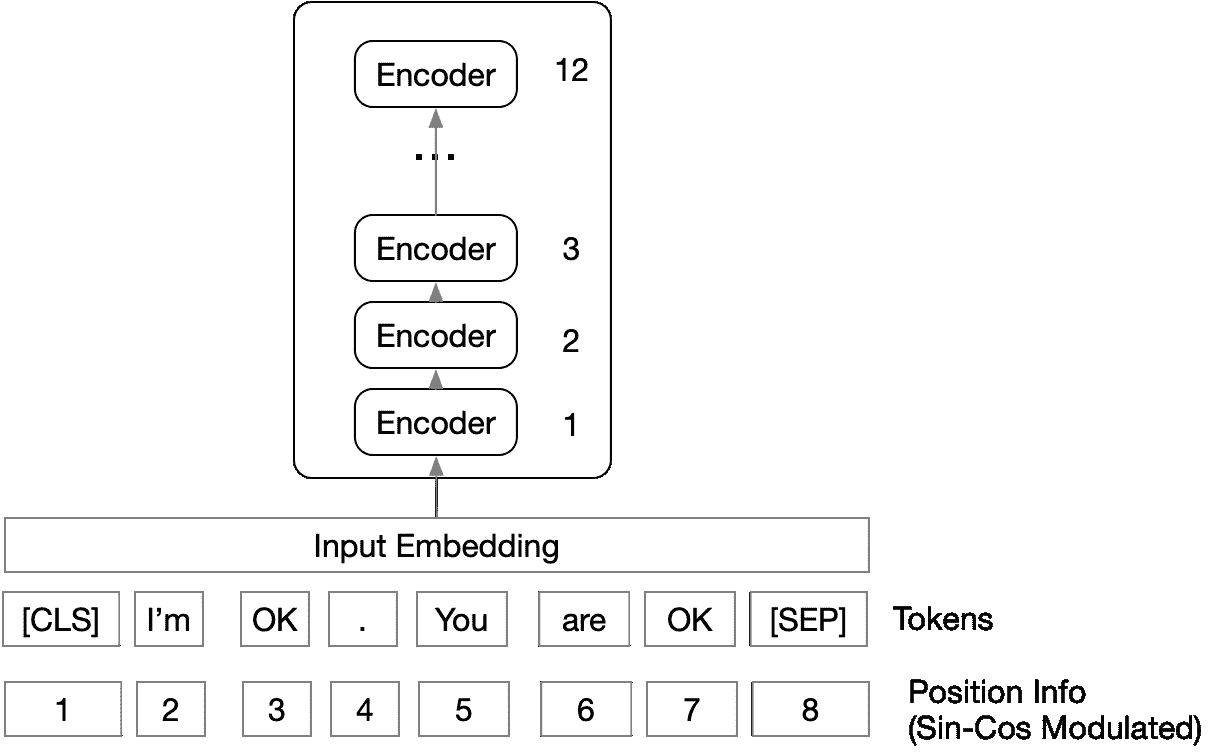 Encoder 12
...
Encoder 3
Encoder 2
Encoder 1
Input Embedding
[CLS] I’m OK . You are OK [SEP] Tokens
1 2 3 4 5 6 7 8 Position Info
(Sin-Cos Modulated)